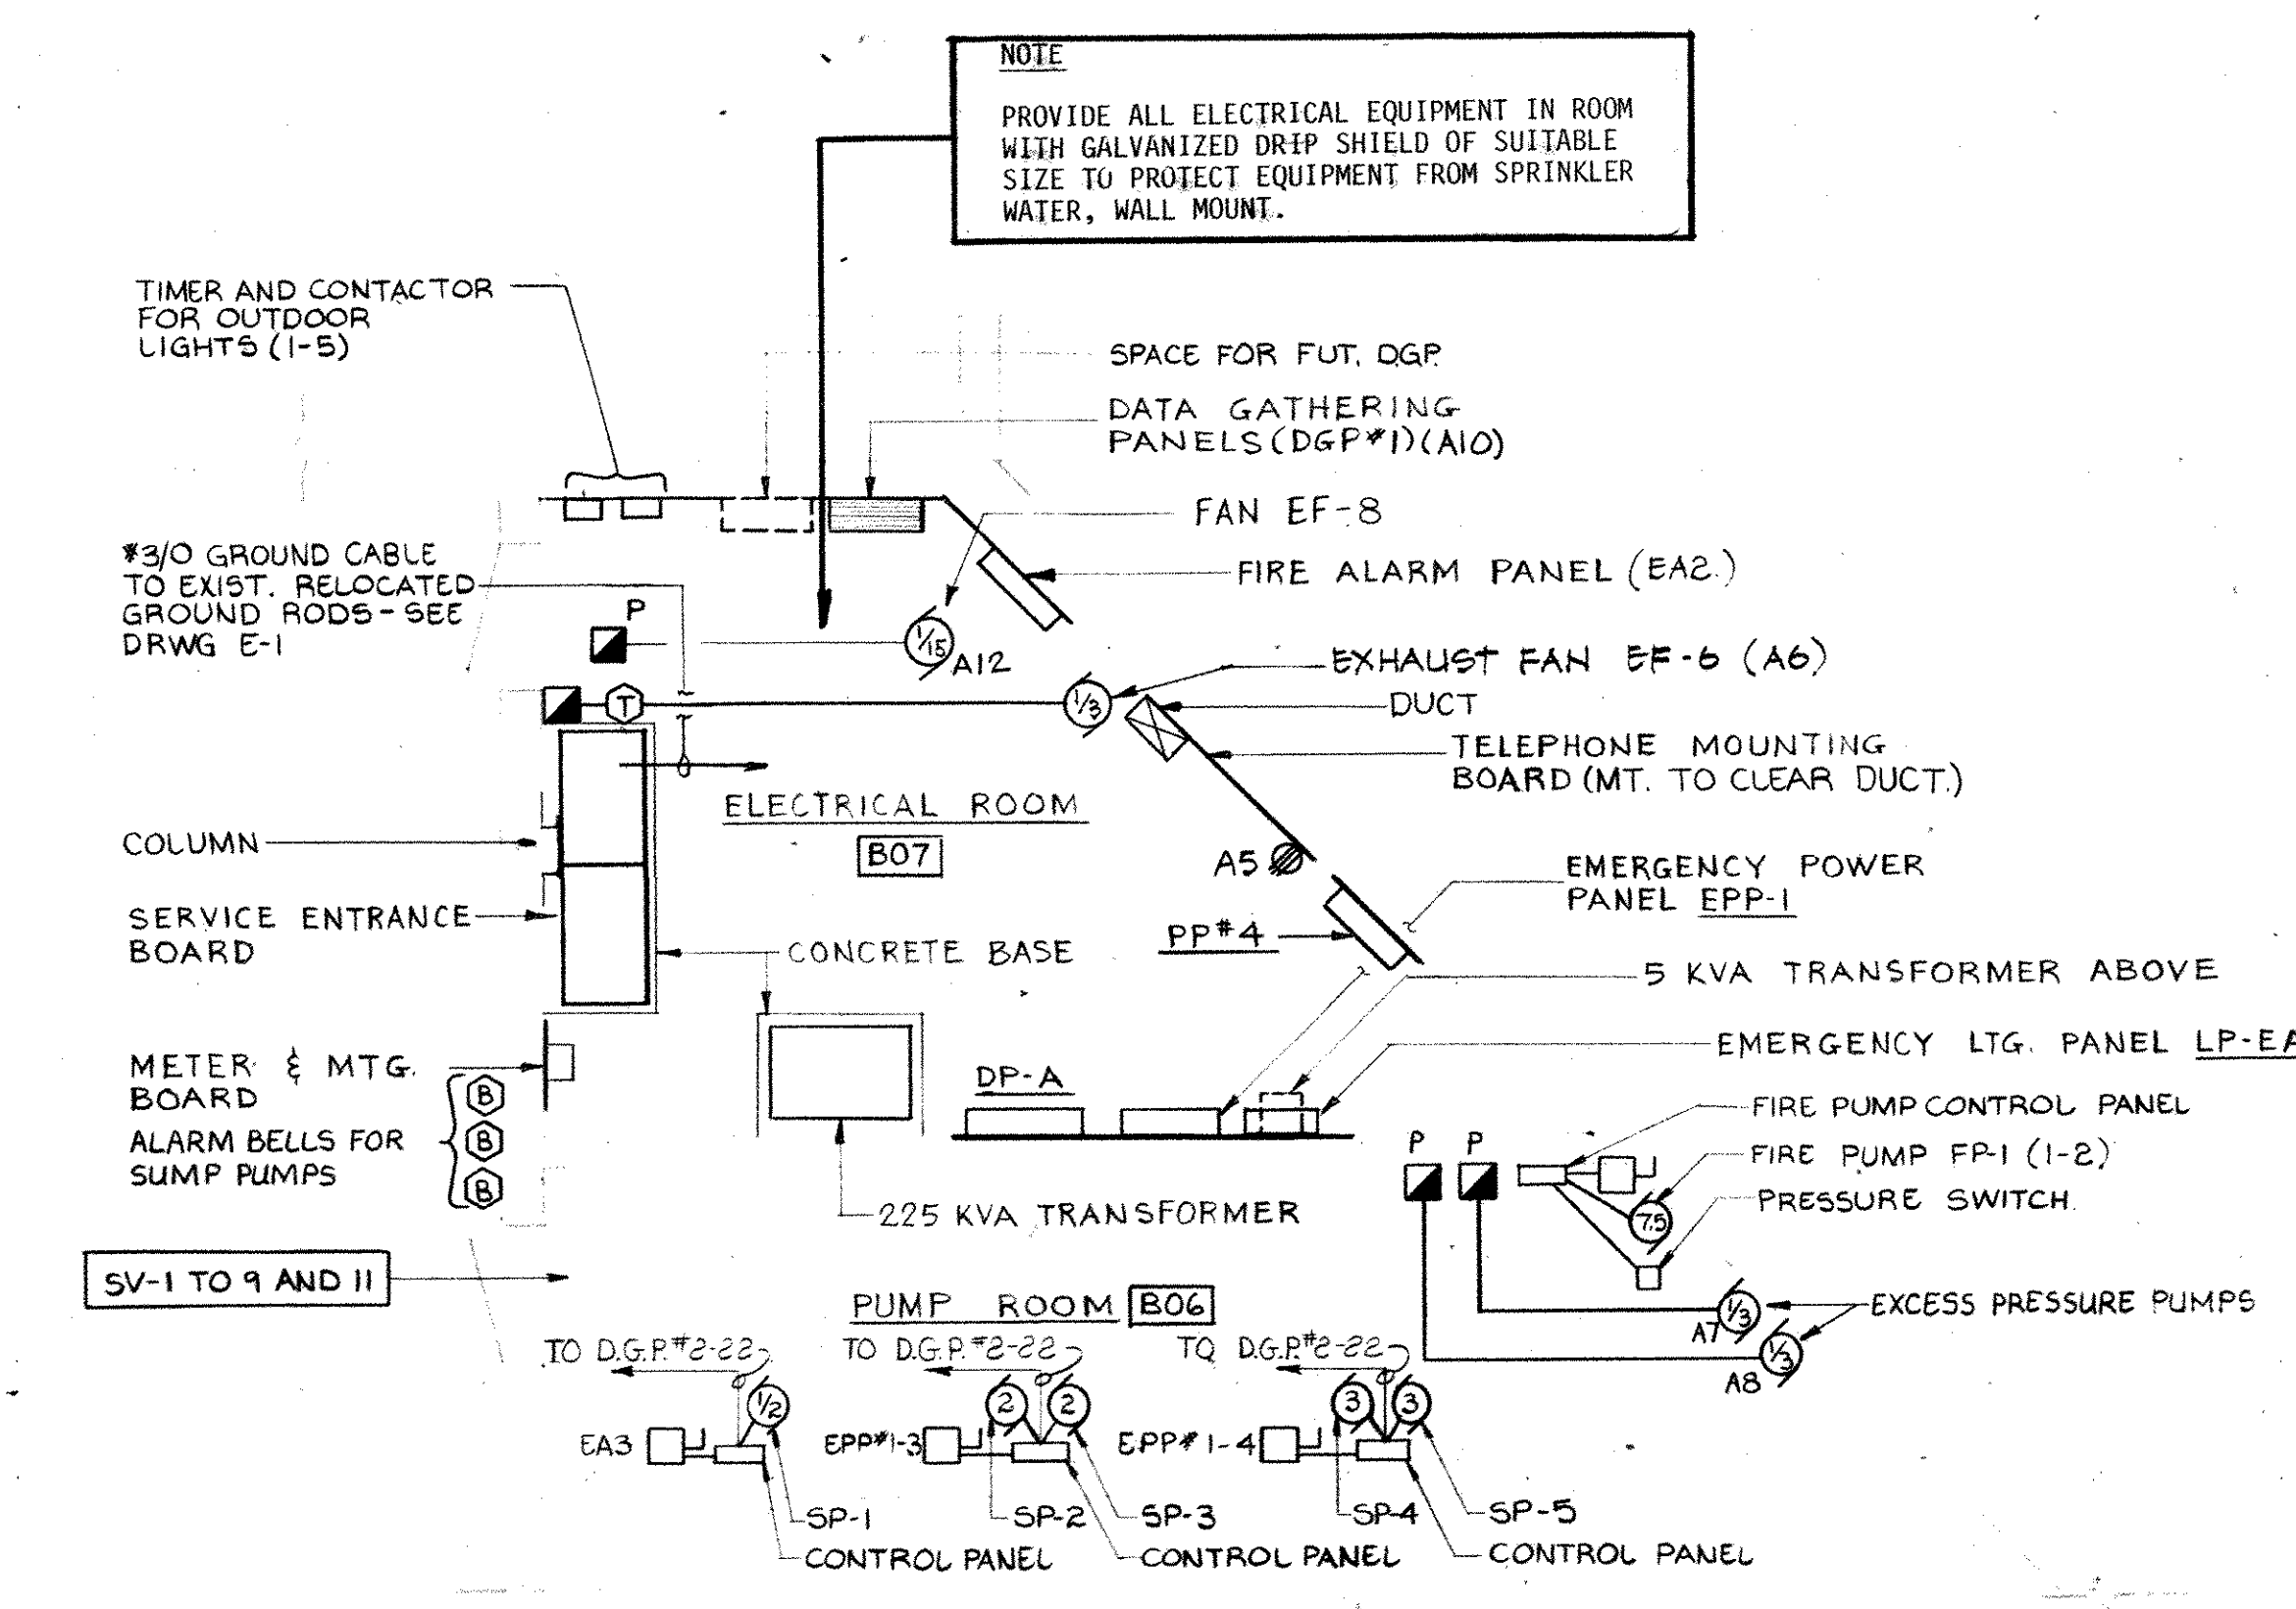 NOTE
PROVIDE ALL ELECTRICAL EQUIPMENT IN ROOM
WITH GALVANIZED DRIP SHIELD OF SUITABLE
SIZE TO PROTECT EQUIPMENT FROM SPRINKLER
WATER, WALL MOUNT.
TIMER AND CONTACTOR
FOR OUTDOOR
LIGHTS (1-5)
SPACE FOR FUT. DGP.
DATA GATHERING
PANELS (DGP#1)(A10)
FAN EF-8
#3/0 GROUND CABLE
TO EXIST. RELOCATED
GROUND RODS - SEE
DRWG E-1
FIRE ALARM PANEL (EA2.)
P
1/15
A12
EXHAUST FAN EF-6 (A6)
T
1/3
DUCT
TELEPHONE MOUNTING
BOARD (MT. TO CLEAR DUCT.)
ELECTRICAL ROOM
B07
COLUMN
A5
EMERGENCY POWER
PANEL EPP-1
SERVICE ENTRANCE
BOARD
PP#4
CONCRETE BASE
5 KVA TRANSFORMER ABOVE
EMERGENCY LTG. PANEL LP-EA
METER & MTG.
BOARD
DP-A
B
B
B
ALARM BELLS FOR
SUMP PUMPS
FIRE PUMP CONTROL PANEL
P
P
FIRE PUMP FP-1 (1-2)
PRESSURE SWITCH.
7.5
225 KVA TRANSFORMER
SV-1 TO 9 AND 11
PUMP ROOM B06
1/3
A7
EXCESS PRESSURE PUMPS
1/3
A8
TO D.G.P.#2-22
TO D.G.P.#2-22
TO D.G.P.#2-22
1/2
2
2
3
3
EA3
EPP#1-3
EPP#1-4
SP-1
SP-2
SP-3
SP-4
SP-5
CONTROL PANEL
CONTROL PANEL
CONTROL PANEL